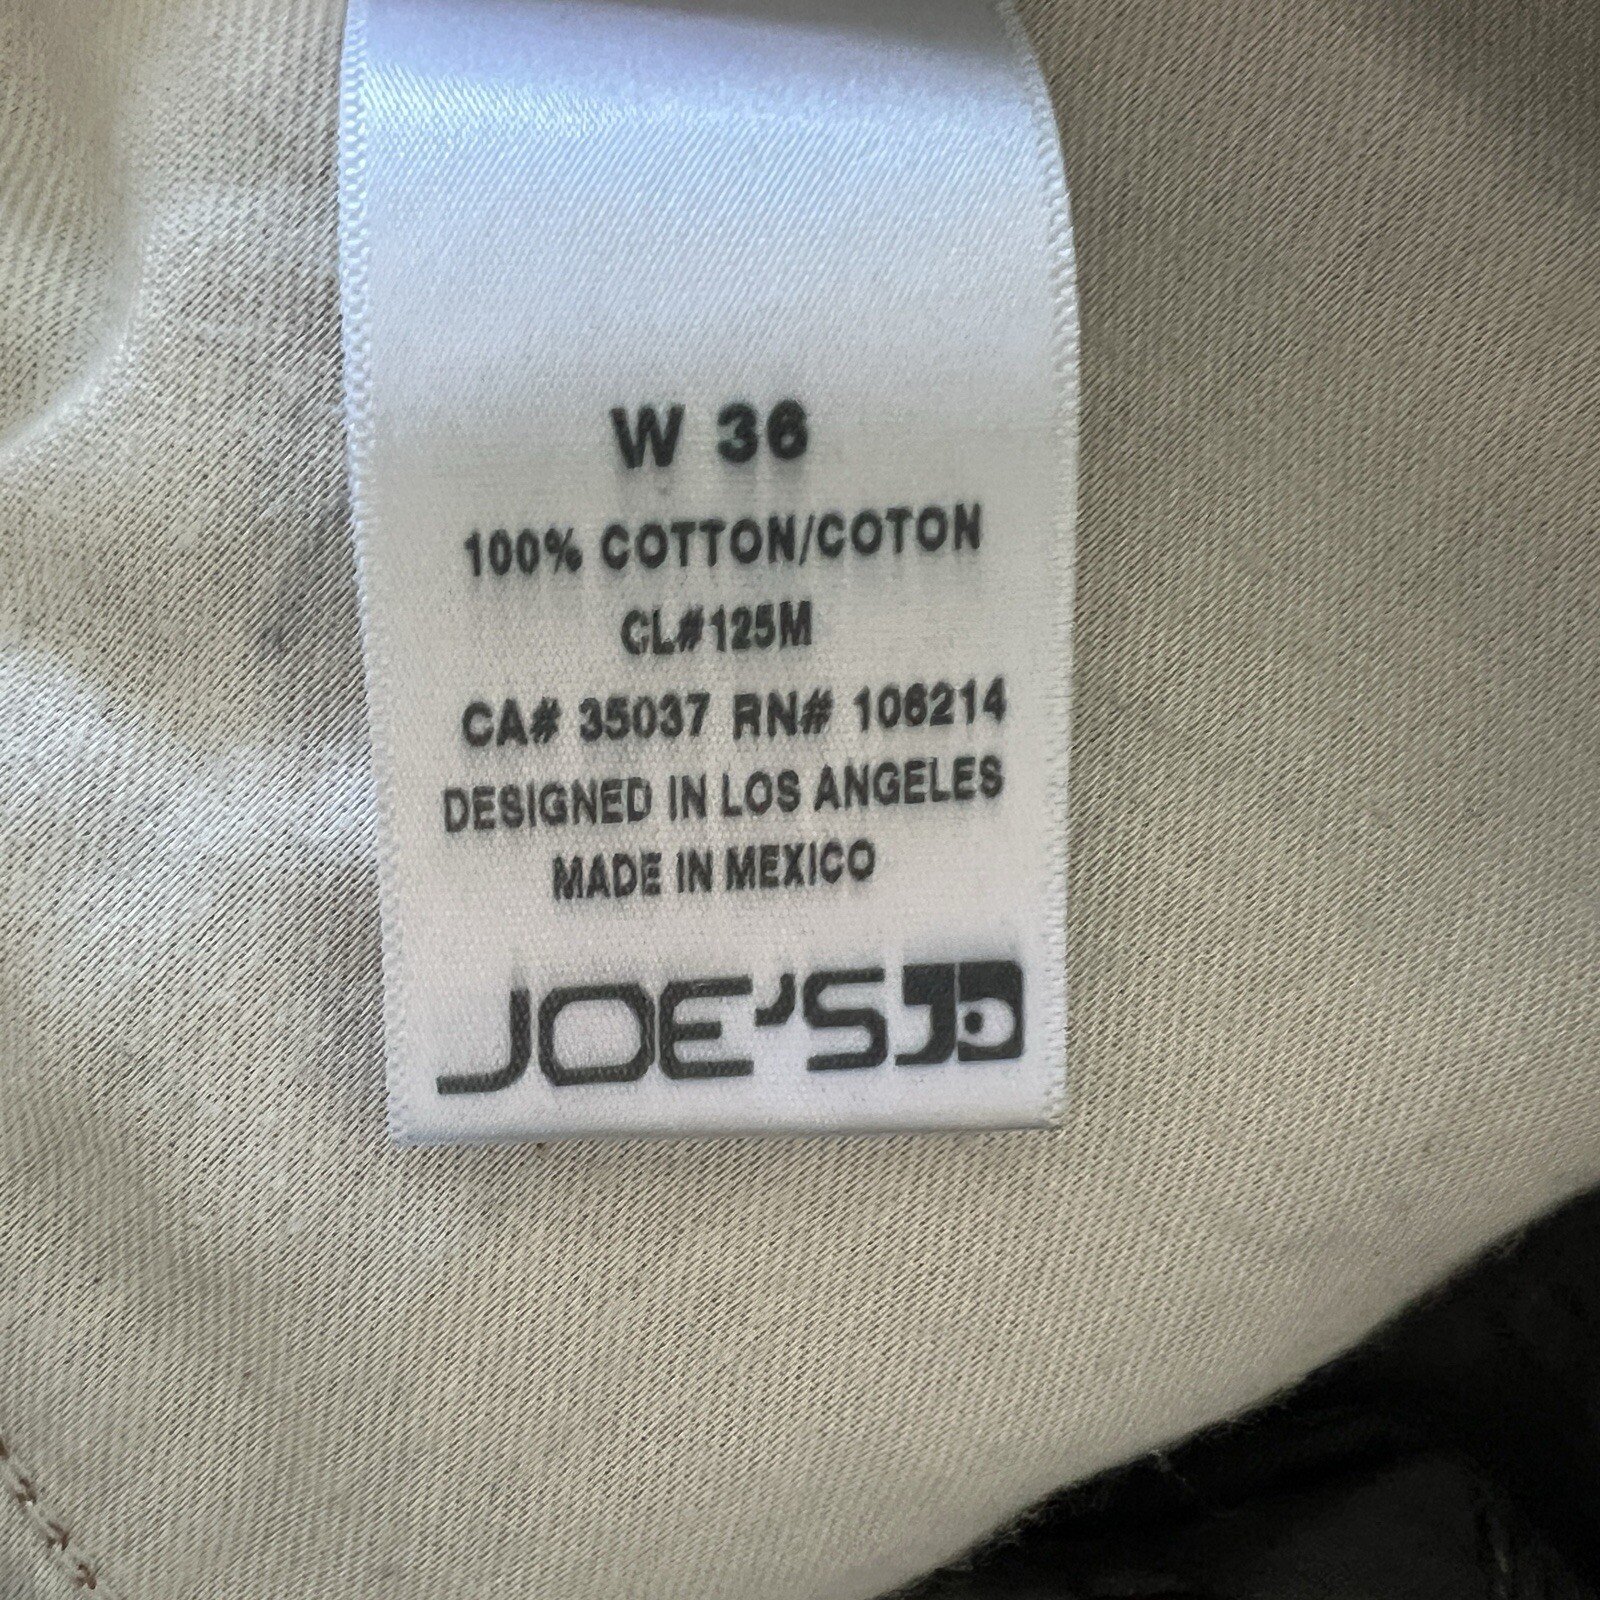 W 36
100% COTTON/COTON
CL#125M
CA# 35037 RN# 106214
DESIGNED IN LOS ANGELES
MADE IN MEXICO
JOE'S